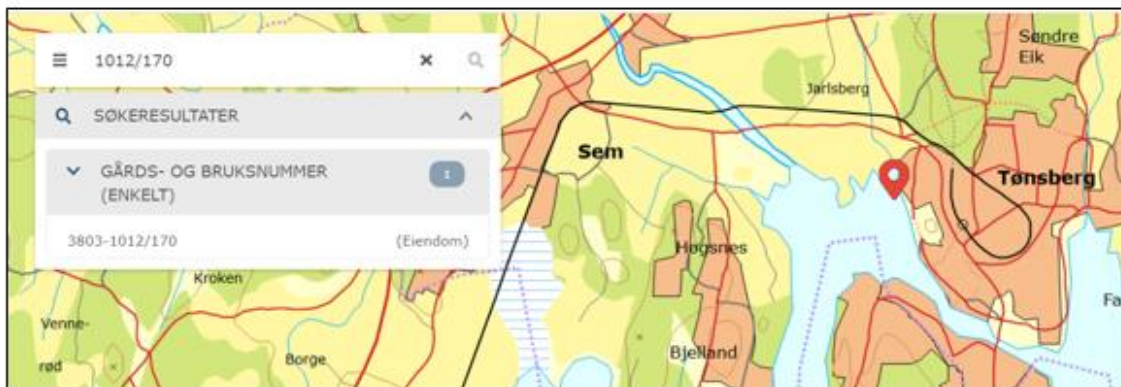 1012/170
SØKERESULTATER
GÅRDS- OG BRUKSNUMMER
(ENKELT)
1
3803-1012/170
(Eiendom)
Søndre
Eik
Jarlsberg
Sem
Tønsberg
Høgsnes
Kroken
Venne-
rød
Borge
Bjelland
Fa